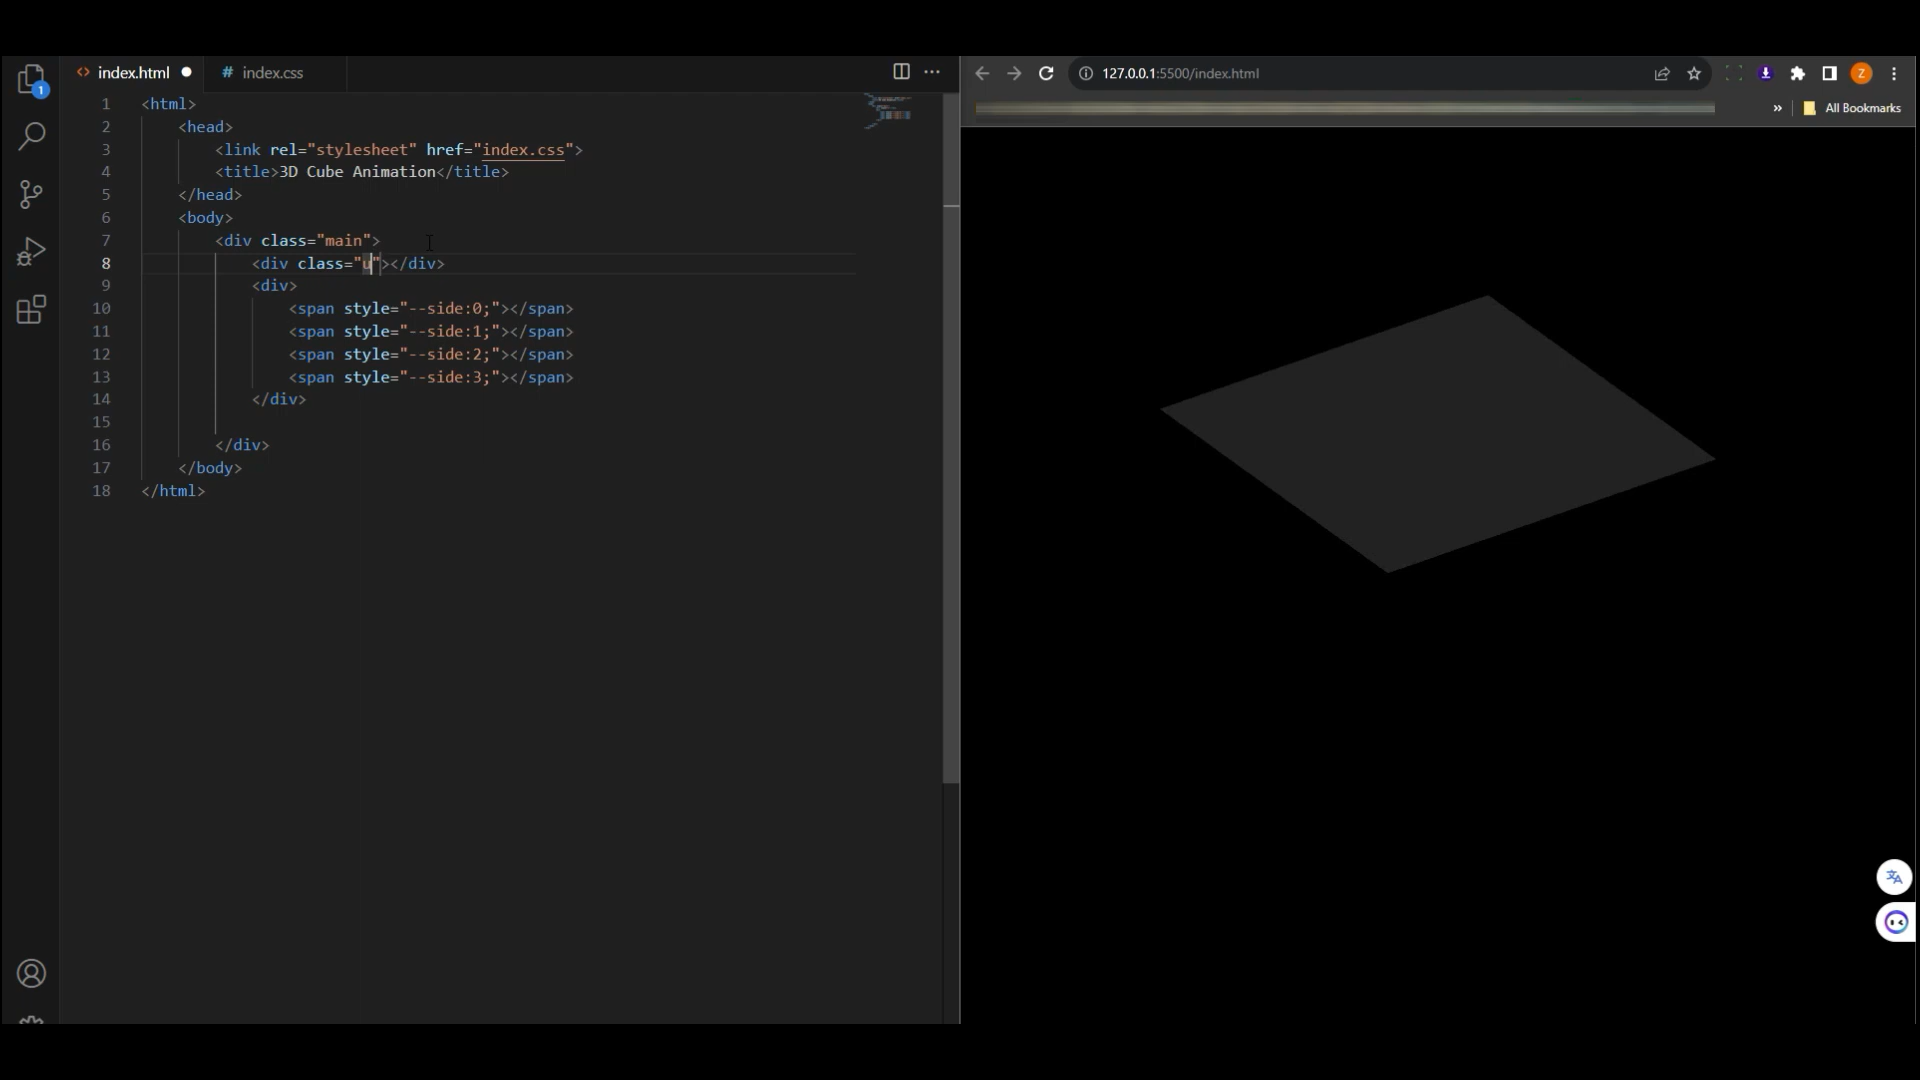 index.html
# index.css
127.0.0.1:5500/index.html
Z
» All Bookmarks
1
1 <html>
2 <head>
3 <link rel="stylesheet" href="index.css">
4 <title>3D Cube Animation</title>
5 </head>
6 <body>
7 <div class="main">
8 <div class="u"></div>
9 <div>
10 <span style="--side:0;"></span>
11 <span style="--side:1;"></span>
12 <span style="--side:2;"></span>
13 <span style="--side:3;"></span>
14 </div>
15
16 </div>
17 </body>
18 </html>